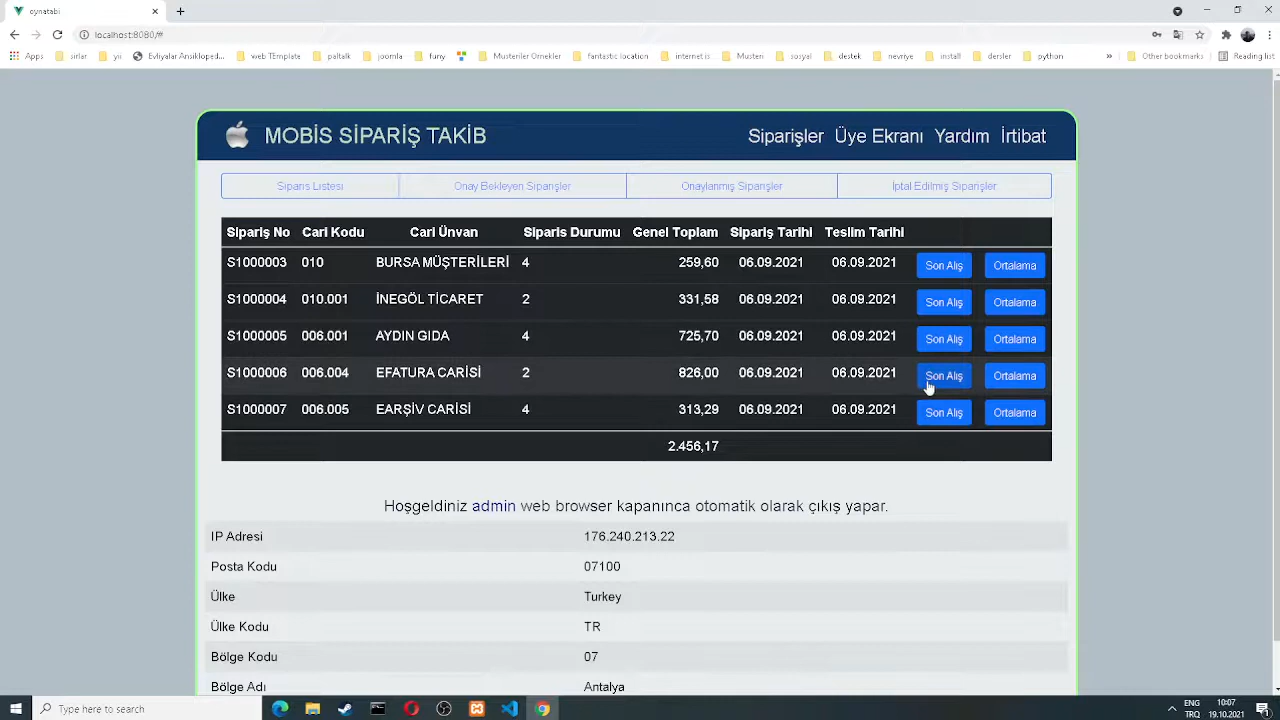 oynatabi
localhost:8080/#
Apps sirlar yii Evliyalar Ansikloped... web TEmplate paltalk joomla funy Musteriler Ornekler fantastic location internet is Musteri sosyal destek nevriye install dersler python » Other bookmarks Reading list
MOBİS SİPARİŞ TAKİB Siparişler Üye Ekranı Yardım İrtibat
Sipariş Listesi Onay Bekleyen Siparişler Onaylanmış Siparişler İptal Edilmiş Siparişler
Sipariş No Cari Kodu Cari Ünvan Sipariş Durumu Genel Toplam Sipariş Tarihi Teslim Tarihi
S1000003 010 BURSA MÜŞTERİLERİ 4 259,60 06.09.2021 06.09.2021 Son Alış Ortalama
S1000004 010.001 İNEGÖL TİCARET 2 331,58 06.09.2021 06.09.2021 Son Alış Ortalama
S1000005 006.001 AYDIN GIDA 4 725,70 06.09.2021 06.09.2021 Son Alış Ortalama
S1000006 006.004 EFATURA CARİSİ 2 826,00 06.09.2021 06.09.2021 Son Alış Ortalama
S1000007 006.005 EARŞİV CARİSİ 4 313,29 06.09.2021 06.09.2021 Son Alış Ortalama
2.456,17
Hoşgeldiniz admin web browser kapanınca otomatik olarak çıkış yapar.
IP Adresi 176.240.213.22
Posta Kodu 07100
Ülke Turkey
Ülke Kodu TR
Bölge Kodu 07
Bölge Adı Antalya
Type here to search
ENG 10:07
TRQ 19.10.2021